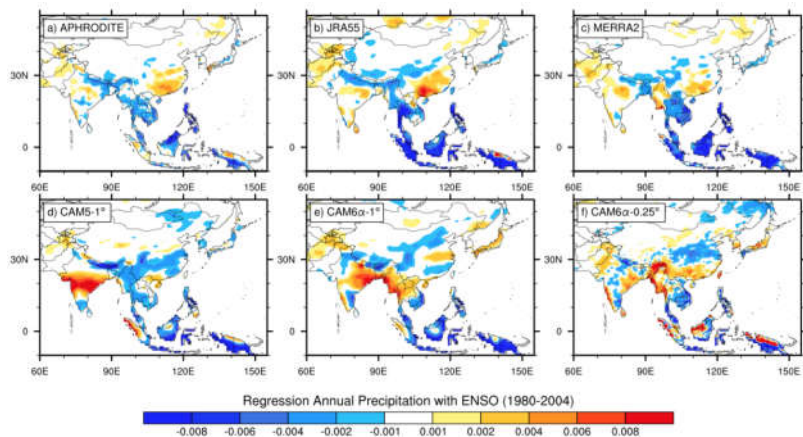 a) APHRODITE
b) JRA55
c) MERRA2
30N
0
60E 90E 120E 150E
60E 90E 120E 150E
60E 90E 120E 150E
d) CAM5-1°
e) CAM6α-1°
f) CAM6α-0.25°
30N
0
60E 90E 120E 150E
60E 90E 120E 150E
60E 90E 120E 150E
Regression Annual Precipitation with ENSO (1980-2004)
-0.008 -0.006 -0.004 -0.002 -0.001 0.001 0.002 0.004 0.006 0.008